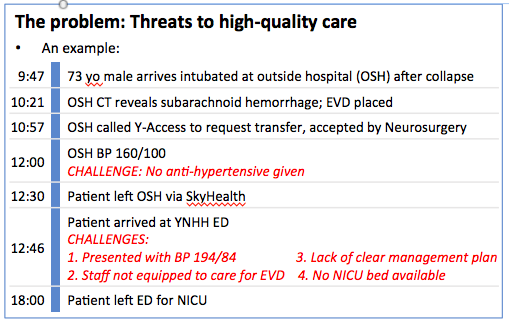 The problem: Threats to high-quality care
• An example:
9:47 73 yo male arrives intubated at outside hospital (OSH) after collapse
10:21 OSH CT reveals subarachnoid hemorrhage; EVD placed
10:57 OSH called Y-Access to request transfer, accepted by Neurosurgery
12:00 OSH BP 160/100
CHALLENGE: No anti-hypertensive given
12:30 Patient left OSH via SkyHealth
12:46 Patient arrived at YNHH ED
CHALLENGES:
1. Presented with BP 194/84 3. Lack of clear management plan
2. Staff not equipped to care for EVD 4. No NICU bed available
18:00 Patient left ED for NICU